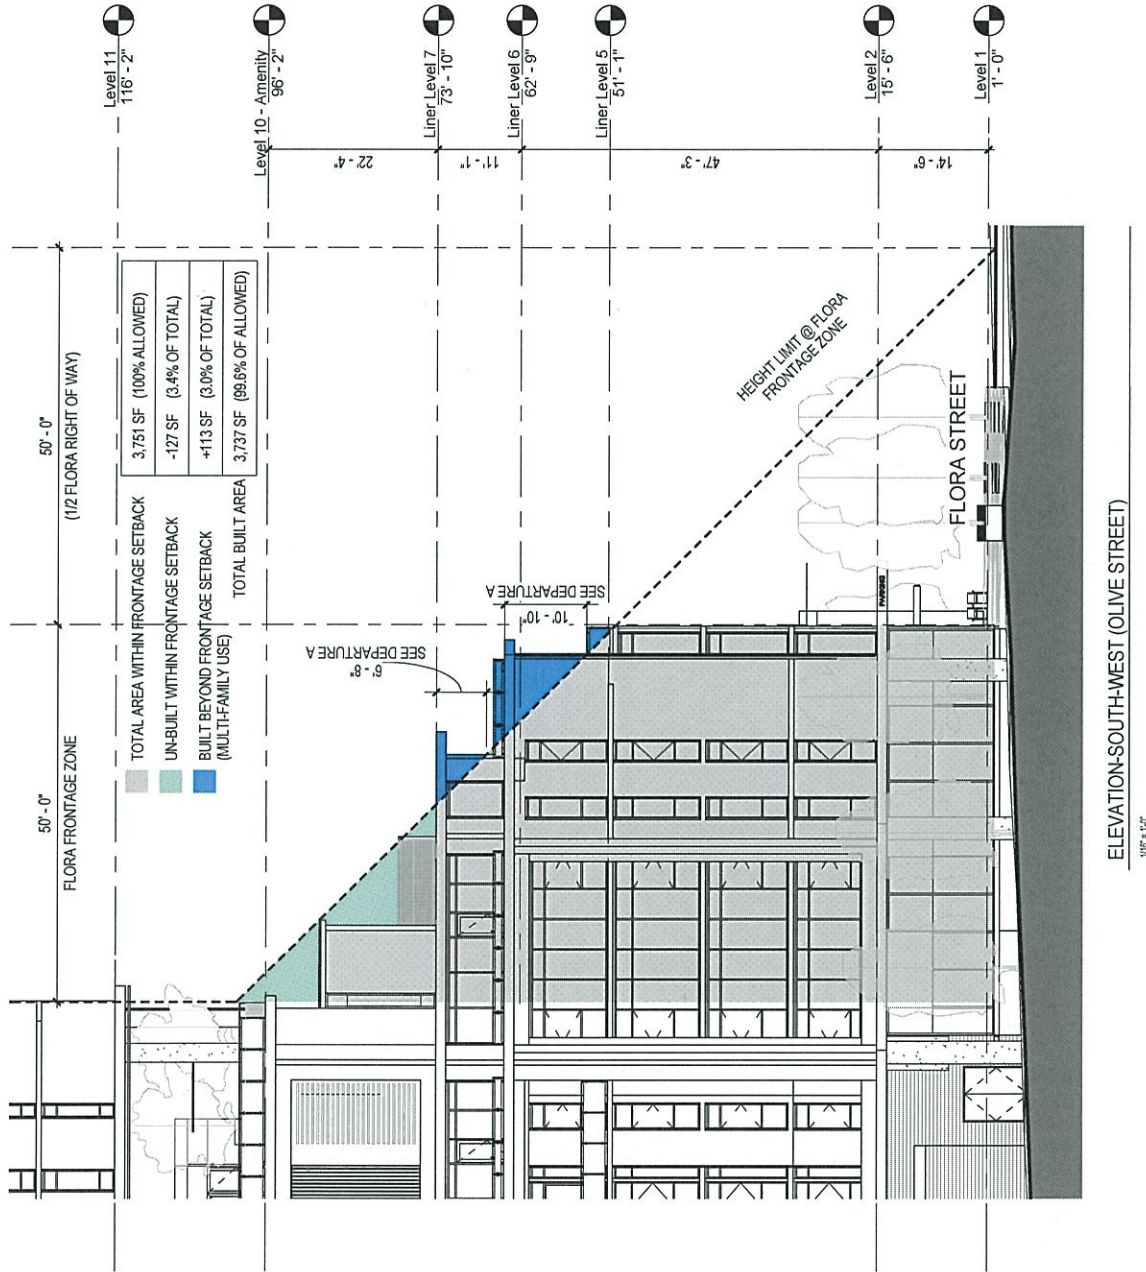 50' - 0"
FLORA FRONTAGE ZONE
50' - 0"
(1/2 FLORA RIGHT OF WAY)
TOTAL AREA WITHIN FRONTAGE SETBACK
3,751 SF (100% ALLOWED)
UN-BUILT WITHIN FRONTAGE SETBACK
-127 SF (3.4% OF TOTAL)
BUILT BEYOND FRONTAGE SETBACK
(MULTI-FAMILY USE)
+113 SF (3.0% OF TOTAL)
TOTAL BUILT AREA
3,737 SF (99.6% OF ALLOWED)
Level 11
116' - 2"
Level 10 - Amenity
96' - 2"
Liner Level 7
73' - 10"
Liner Level 6
62' - 9"
Liner Level 5
51' - 1"
Level 2
15' - 6"
Level 1
1' - 0"
22' - 4"
11' - 1"
47' - 3"
14' - 6"
6' - 8"
SEE DEPARTURE A
10' - 10"
SEE DEPARTURE A
HEIGHT LIMIT @ FLORA
FRONTAGE ZONE
PARKING
FLORA STREET
ELEVATION-SOUTH-WEST (OLIVE STREET)
1/16" = 1'-0"